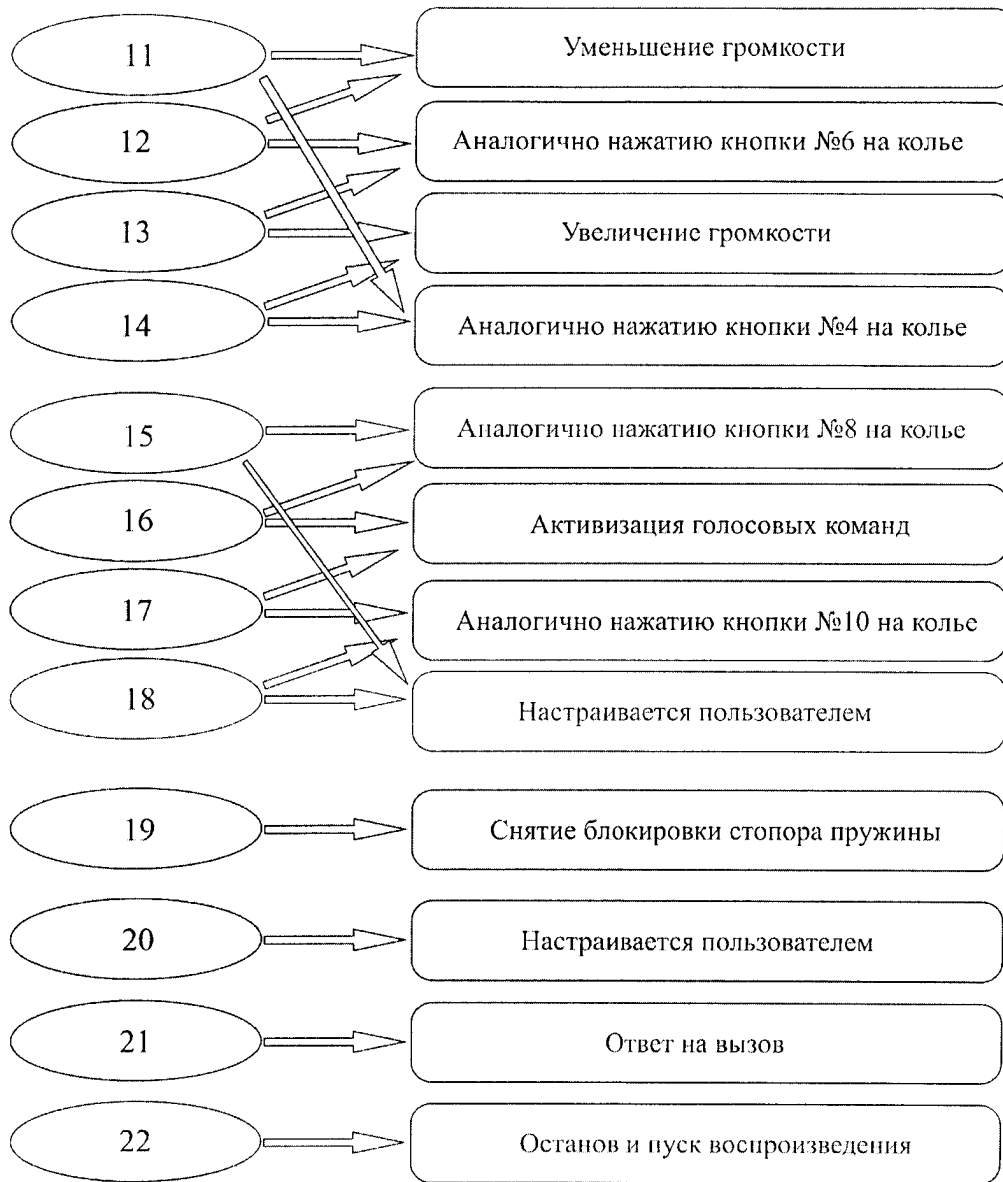 11
Уменьшение громкости
12
Аналогично нажатию кнопки №6 на колье
13
Увеличение громкости
14
Аналогично нажатию кнопки №4 на колье
15
Аналогично нажатию кнопки №8 на колье
16
Активизация голосовых команд
17
Аналогично нажатию кнопки №10 на колье
18
Настраивается пользователем
19
Снятие блокировки стопора пружины
20
Настраивается пользователем
21
Ответ на вызов
22
Останов и пуск воспроизведения